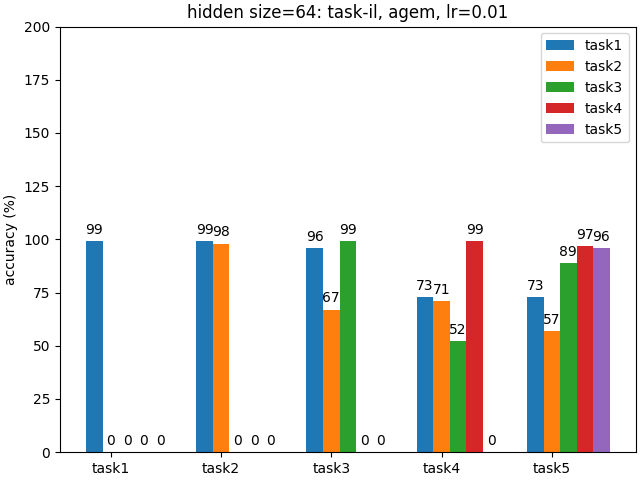 hidden size=64: task-il, agem, lr=0.01
accuracy (%)
200
175
150
125
100
75
50
25
0
task1
task2
task3
task4
task5
99 0 0 0 0
99 98 0 0 0
96 67 99 0 0
73 71 52 99 0
73 57 89 97 96
task1 task2 task3 task4 task5